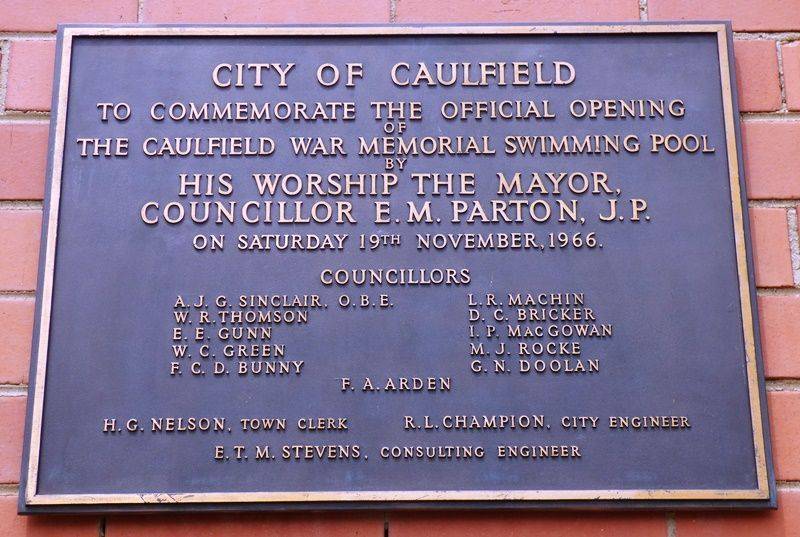 CITY OF CAULFIELD
TO COMMEMORATE THE OFFICIAL OPENING
OF
THE CAULFIELD WAR MEMORIAL SWIMMING POOL
BY
HIS WORSHIP THE MAYOR,
COUNCILLOR E.M. PARTON, J.P.
ON SATURDAY 19TH NOVEMBER, 1966.
COUNCILLORS
A.J.G. SINCLAIR, O.B.E. L.R. MACHIN
W.R. THOMSON D.C. BRICKER
E.E. GUNN I.P. MACGOWAN
W.C. GREEN M.J. ROCKE
F.C.D. BUNNY G.N. DOOLAN
F.A. ARDEN
H.G. NELSON, TOWN CLERK R.L. CHAMPION, CITY ENGINEER
E.T.M. STEVENS, CONSULTING ENGINEER